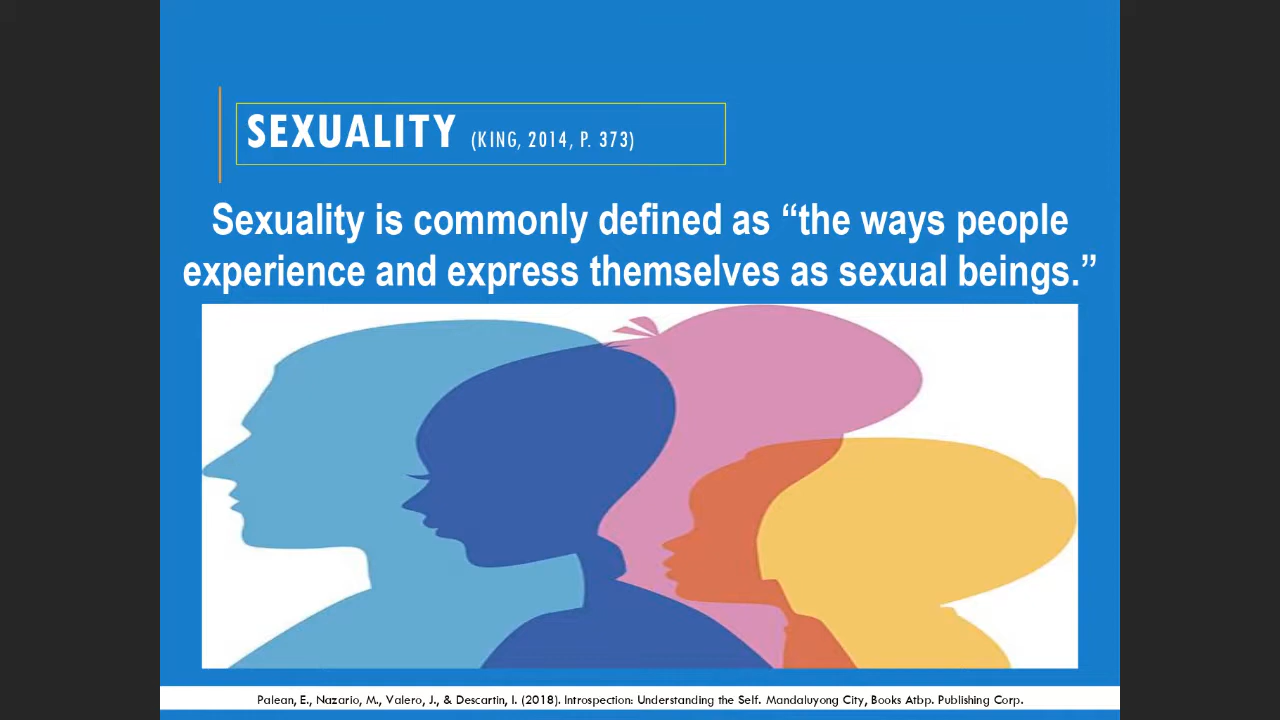 SEXUALITY (KING, 2014, P. 373)
Sexuality is commonly defined as “the ways people
experience and express themselves as sexual beings.”
Palean, E., Nazario, M., Valero, J., & Descartin, I. (2018). Introspection: Understanding the Self. Mandaluyong City, Books Atbp. Publishing Corp.